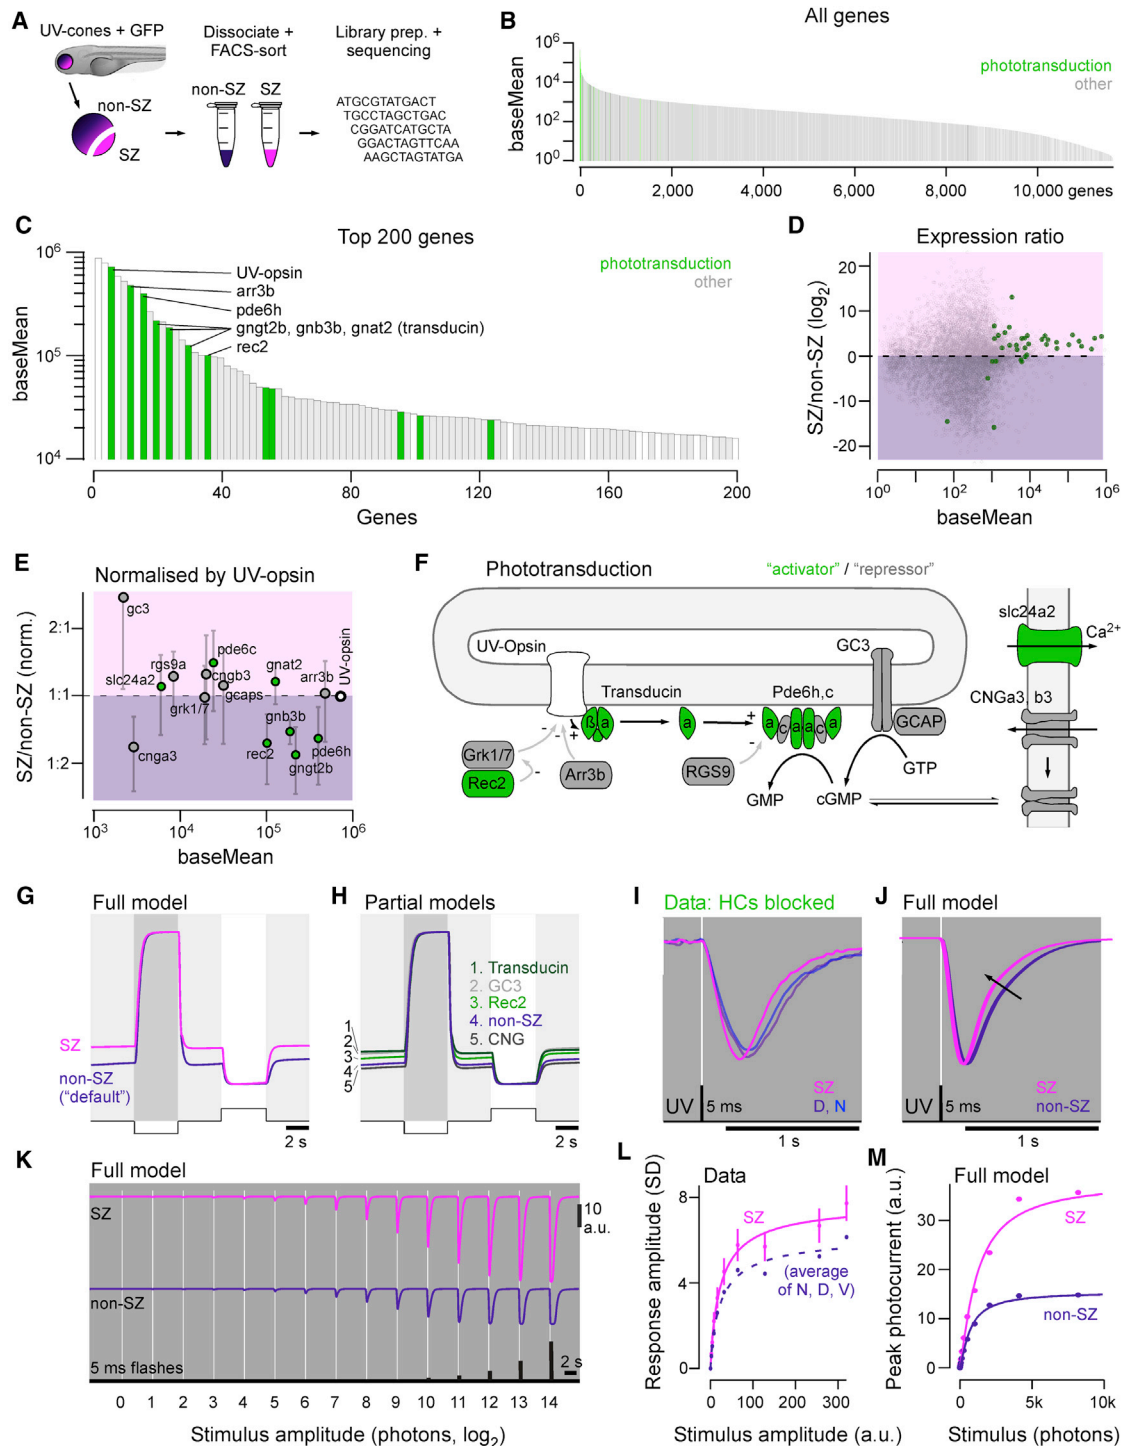 A
UV-cones + GFP
Dissociate +
FACS-sort
Library prep. +
sequencing
non-SZ
SZ
non-SZ SZ
ATGCGTATGACT
TGCCTAGCTGAC
CGGATCATGCTA
GGACTAGTTCAA
AAGCTAGTATGA
B
All genes
phototransduction
other
baseMean
10^6
10^4
10^2
10^0
0 2,000 4,000 6,000 8,000 10,000 genes
C
Top 200 genes
phototransduction
other
UV-opsin
arr3b
pde6h
gngt2b, gnb3b, gnat2 (transducin)
rec2
baseMean
10^6
10^5
10^4
0 40 80 120 160 200
Genes
D
Expression ratio
SZ/non-SZ (log2)
20
10
0
-10
-20
10^0 10^2 10^4 10^6
baseMean
E
Normalised by UV-opsin
SZ/non-SZ (norm.)
2:1
1:1
1:2
gc3
pde6c
rgs9a
slc24a2
cngb3
gnat2
arr3b
UV-opsin
gcaps
grk1/7
gnb3b
cnga3
rec2
pde6h
gngt2b
10^3 10^4 10^5 10^6
baseMean
F
Phototransduction
"activator" / "repressor"
UV-Opsin
GC3
slc24a2
Ca2+
Transducin
Pde6h,c
CNGa3, b3
ß a
a
a c a a c a
+
+
-
-
-
-
GCAP
Grk1/7
Rec2
Arr3b
RGS9
GTP
GMP
cGMP
G
Full model
SZ
non-SZ
("default")
2 s
H
Partial models
1. Transducin
2. GC3
3. Rec2
4. non-SZ
5. CNG
1
2
3
4
5
2 s
I
Data: HCs blocked
SZ
D, N
UV
5 ms
1 s
J
Full model
SZ
non-SZ
UV
5 ms
1 s
K
Full model
SZ
10
a.u.
non-SZ
5 ms flashes
2 s
0 1 2 3 4 5 6 7 8 9 10 11 12 13 14
Stimulus amplitude (photons, log2)
L
Data
Response amplitude (SD)
8
4
0
SZ
(average
of N, D, V)
0 100 200 300
Stimulus amplitude (a.u.)
M
Full model
Peak photocurrent (a.u.)
30
20
10
0
SZ
non-SZ
0 5k 10k
Stimulus (photons)